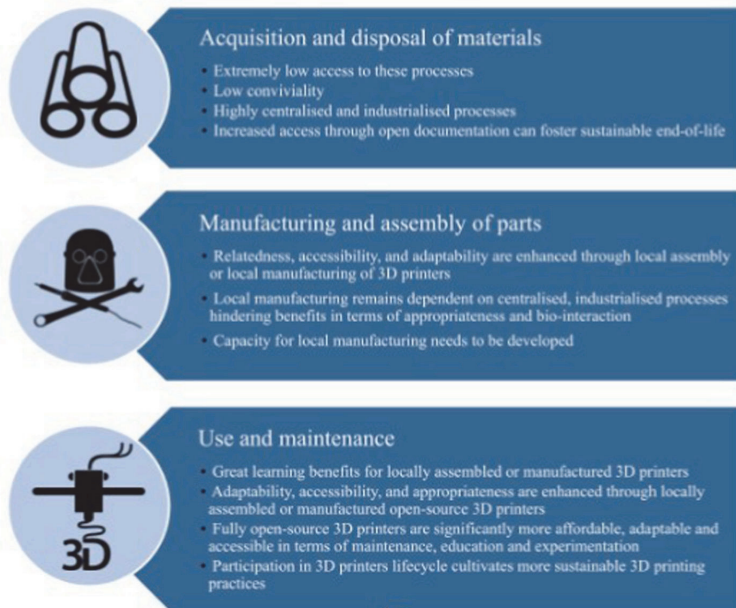 Acquisition and disposal of materials
• Extremely low access to these processes
• Low conviviality
• Highly centralised and industrialised processes
• Increased access through open documentation can foster sustainable end-of-life
Manufacturing and assembly of parts
• Relatedness, accessibility, and adaptability are enhanced through local assembly
or local manufacturing of 3D printers
• Local manufacturing remains dependent on centralised, industrialised processes
hindering benefits in terms of appropriateness and bio-interaction
• Capacity for local manufacturing needs to be developed
Use and maintenance
• Great learning benefits for locally assembled or manufactured 3D printers
• Adaptability, accessibility, and appropriateness are enhanced through locally
assembled or manufactured open-source 3D printers
• Fully open-source 3D printers are significantly more affordable, adaptable and
accessible in terms of maintenance, education and experimentation
• Participation in 3D printers lifecycle cultivates more sustainable 3D printing
practices
3D